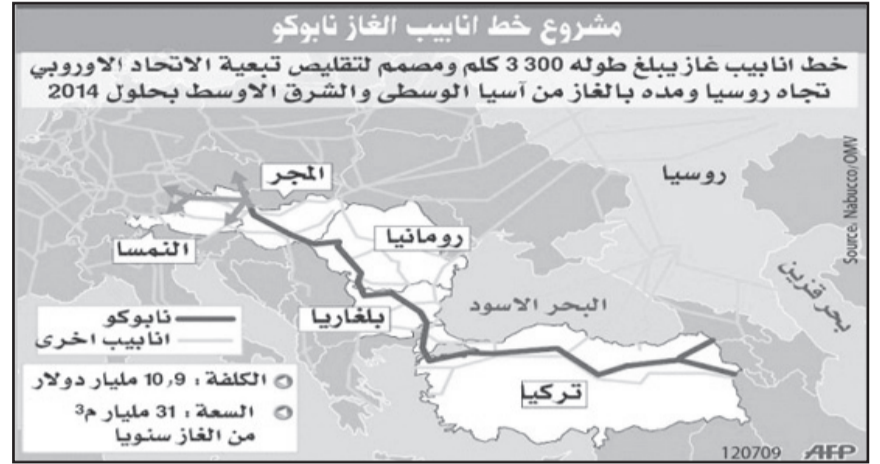 مشروع خط انابيب الغاز نابوكو
خط انابيب غاز يبلغ طوله 300 3 كلم ومصمم لتقليص تبعية الاتحاد الاوروبي
تجاه روسيا ومده بالغاز من آسيا الوسطى والشرق الاوسط بحلول 2014
Source: Nabucco/OMV
روسيا
المجر
النمسا
رومانيا
بحر قزوين
البحر الاسود
بلغاريا
تركيا
نابوكو
انابيب اخرى
الكلفة : 10,9 مليار دولار
السعة : 31 مليار م³
من الغاز سنويا
120709 AFP